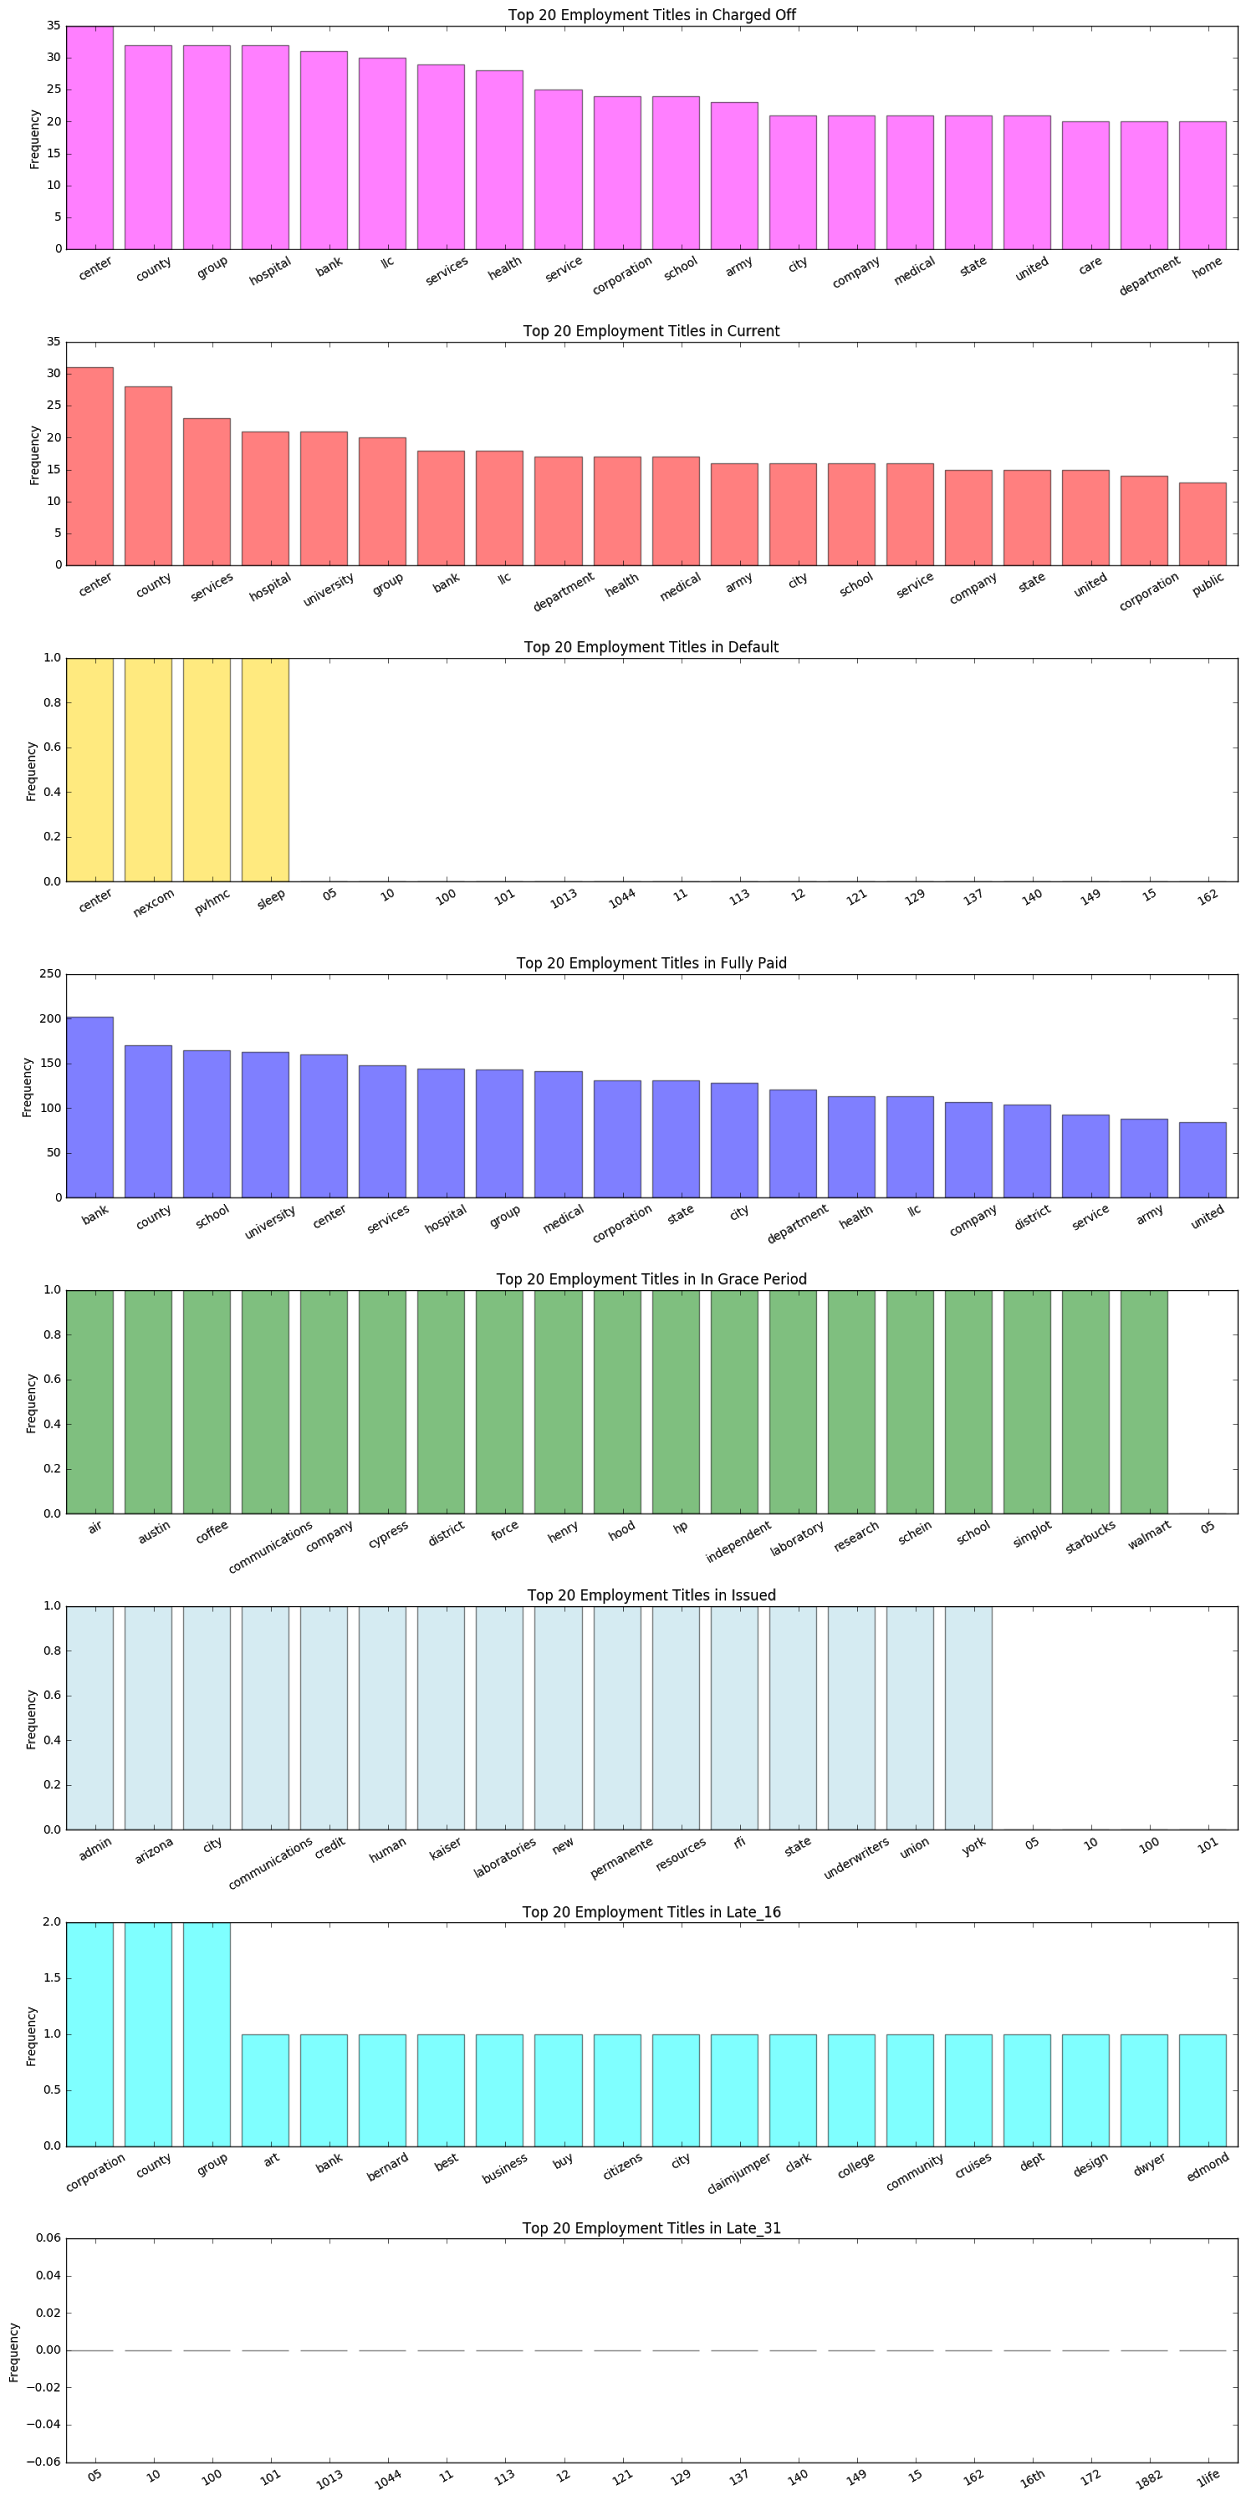 Top 20 Employment Titles in Charged Off
Frequency
35
30
25
20
15
10
5
0
center county group hospital bank llc services health service corporation school army city company medical state united care department home
Top 20 Employment Titles in Current
Frequency
35
30
25
20
15
10
5
0
center county services hospital university group bank llc department health medical army city school service company state united corporation public
Top 20 Employment Titles in Default
Frequency
1.0
0.8
0.6
0.4
0.2
0.0
center nexcom pvhmc sleep 05 10 100 101 1013 1044 11 113 12 121 129 137 140 149 15 162
Top 20 Employment Titles in Fully Paid
Frequency
250
200
150
100
50
0
bank county school university center services hospital group medical corporation state city department health llc company district service army united
Top 20 Employment Titles in In Grace Period
Frequency
1.0
0.8
0.6
0.4
0.2
0.0
air austin coffee communications company cypress district force henry hood hp independent laboratory research schein school simplot starbucks walmart 05
Top 20 Employment Titles in Issued
Frequency
1.0
0.8
0.6
0.4
0.2
0.0
admin arizona city communications credit human kaiser laboratories new permanente resources rfi state underwriters union york 05 10 100 101
Top 20 Employment Titles in Late_16
Frequency
2.0
1.5
1.0
0.5
0.0
corporation county group art bank bernard best business buy citizens city claimjumper clark college community cruises dept design dwyer edmond
Top 20 Employment Titles in Late_31
Frequency
0.06
0.04
0.02
0.00
−0.02
−0.04
−0.06
05 10 100 101 1013 1044 11 113 12 121 129 137 140 149 15 162 16th 172 1882 1life